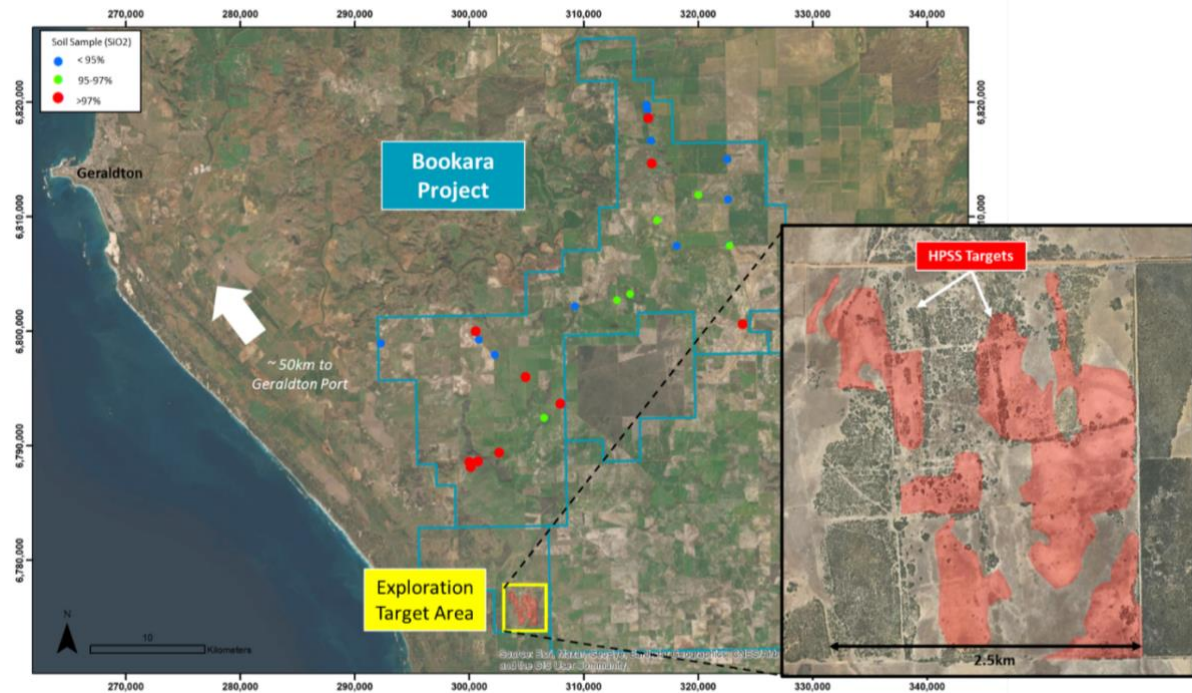 270,000
280,000
290,000
300,000
310,000
320,000
330,000
340,000
Soil Sample (SiO2)
< 95%
95-97%
>97%
6,820,000
6,820,000
Geraldton
Bookara
Project
6,810,000
10,000
HPSS Targets
6,800,000
~ 50km to
Geraldton Port
6,790,000
6,780,000
Exploration
Target Area
N
10
Kilometers
2.5km
and the GIS User Community
270,000
280,000
290,000
300,000
310,000
320,000
330,000
340,000